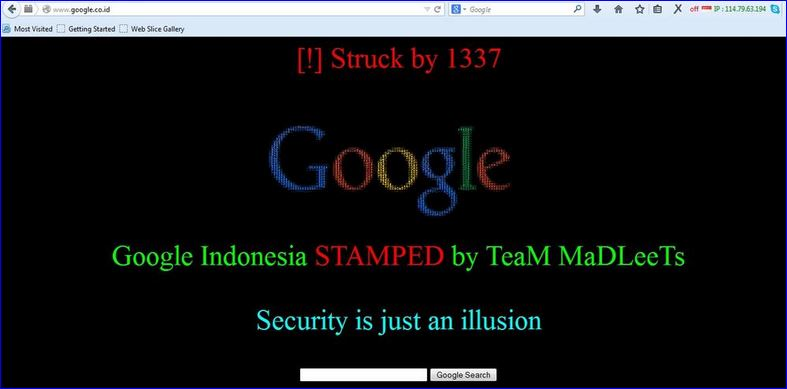 www.google.co.id
Google
off IP : 114.79.63.194
Most Visited Getting Started Web Slice Gallery
[!] Struck by 1337
Google
Google Indonesia STAMPED by TeaM MaDLeeTs
Security is just an illusion
Google Search